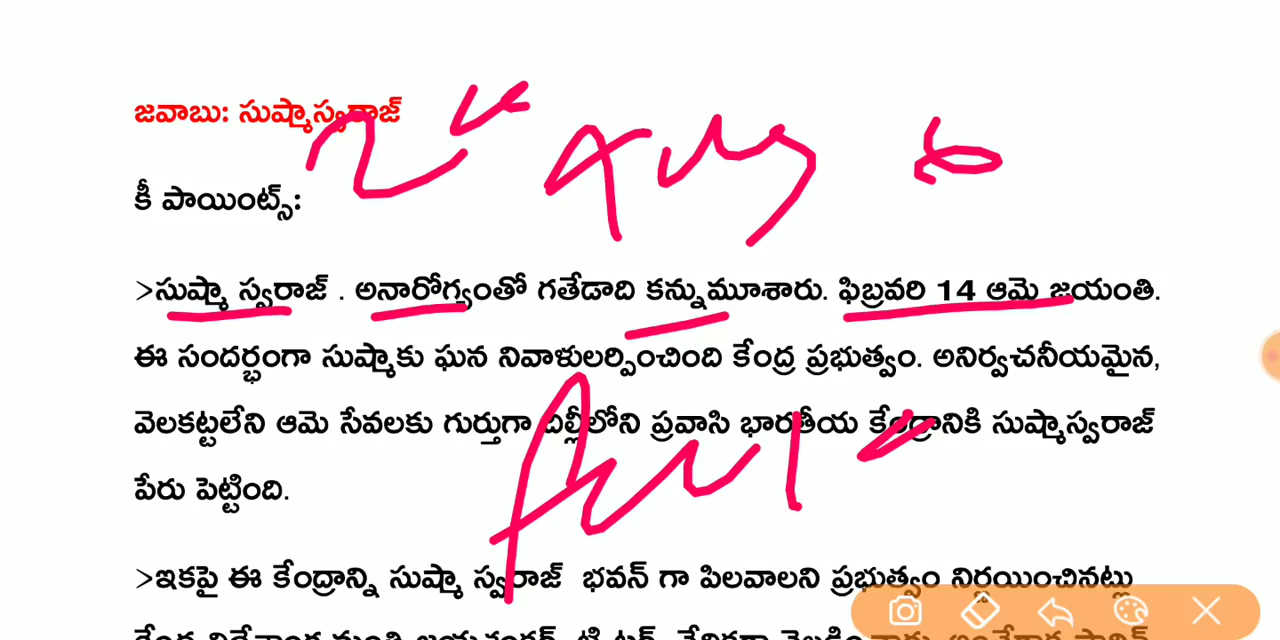 జవాబు: సుష్మాస్వరాజ్
కీ పాయింట్స్:
>సుష్మా స్వరాజ్ . అనారోగ్యంతో గతేడాది కన్నుమూశారు. ఫిబ్రవరి 14 ఆమె జయంతి.
ఈ సందర్భంగా సుష్మాకు ఘన నివాళులర్పించింది కేంద్ర ప్రభుత్వం. అనిర్వచనీయమైన,
వెలకట్టలేని ఆమె సేవలకు గుర్తుగా దిల్లీలోని ప్రవాసి భారతీయ కేంద్రానికి సుష్మాస్వరాజ్
పేరు పెట్టింది.
>ఇకపై ఈ కేంద్రాన్ని సుష్మా స్వరాజ్ భవన్ గా పిలవాలని ప్రభుత్వం నిర్ణయించినట్లు